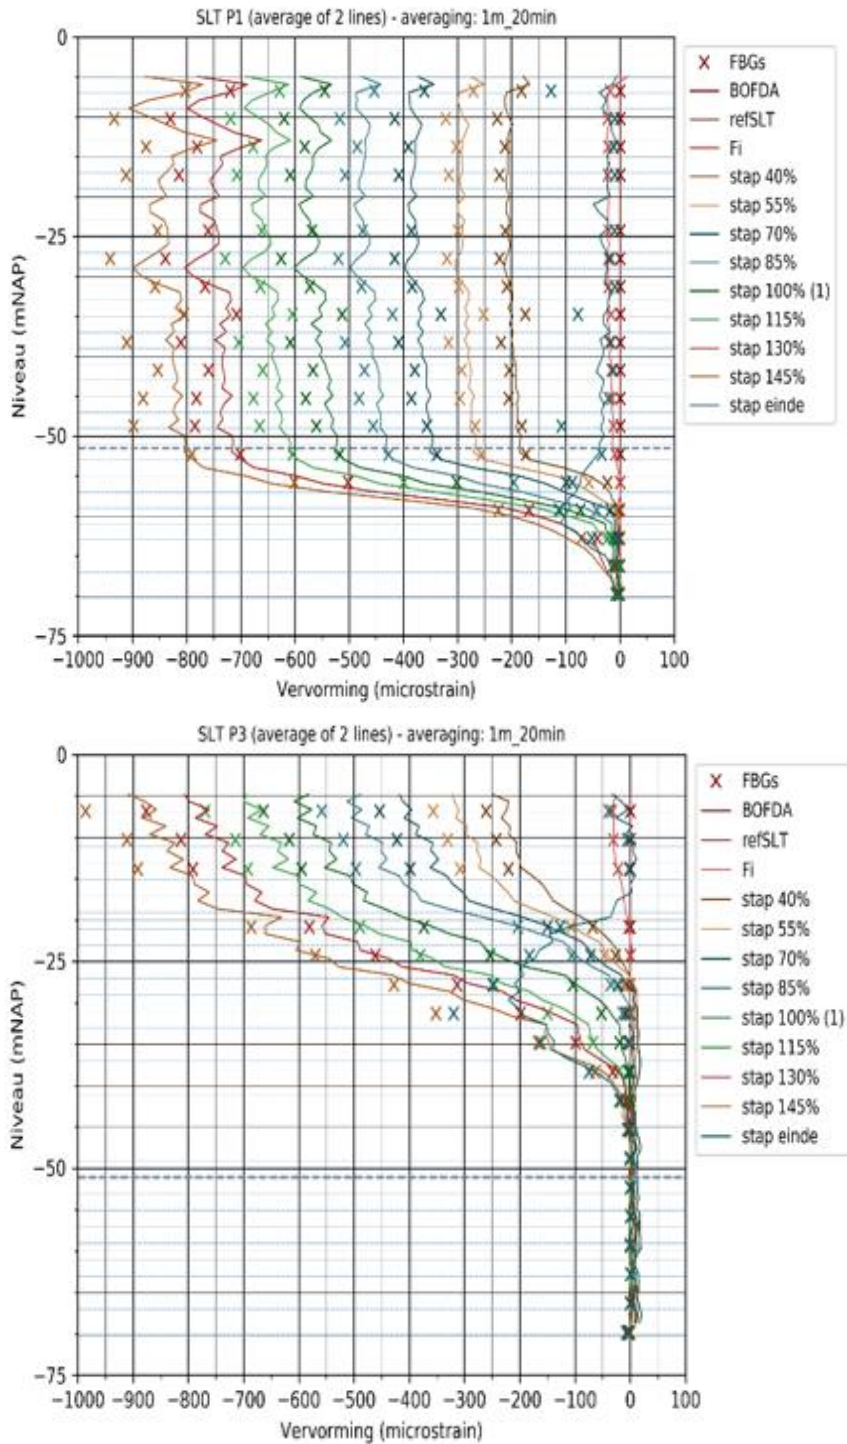 SLT P1 (average of 2 lines) - averaging: 1m_20min
0
−25
−50
−75
Niveau (mNAP)
−1000 −900 −800 −700 −600 −500 −400 −300 −200 −100 0 100
Vervorming (microstrain)
FBGs
BOFDA
refSLT
Fi
stap 40%
stap 55%
stap 70%
stap 85%
stap 100% (1)
stap 115%
stap 130%
stap 145%
stap einde
SLT P3 (average of 2 lines) - averaging: 1m_20min
0
−25
−50
−75
Niveau (mNAP)
−1000 −900 −800 −700 −600 −500 −400 −300 −200 −100 0 100
Vervorming (microstrain)
FBGs
BOFDA
refSLT
Fi
stap 40%
stap 55%
stap 70%
stap 85%
stap 100% (1)
stap 115%
stap 130%
stap 145%
stap einde